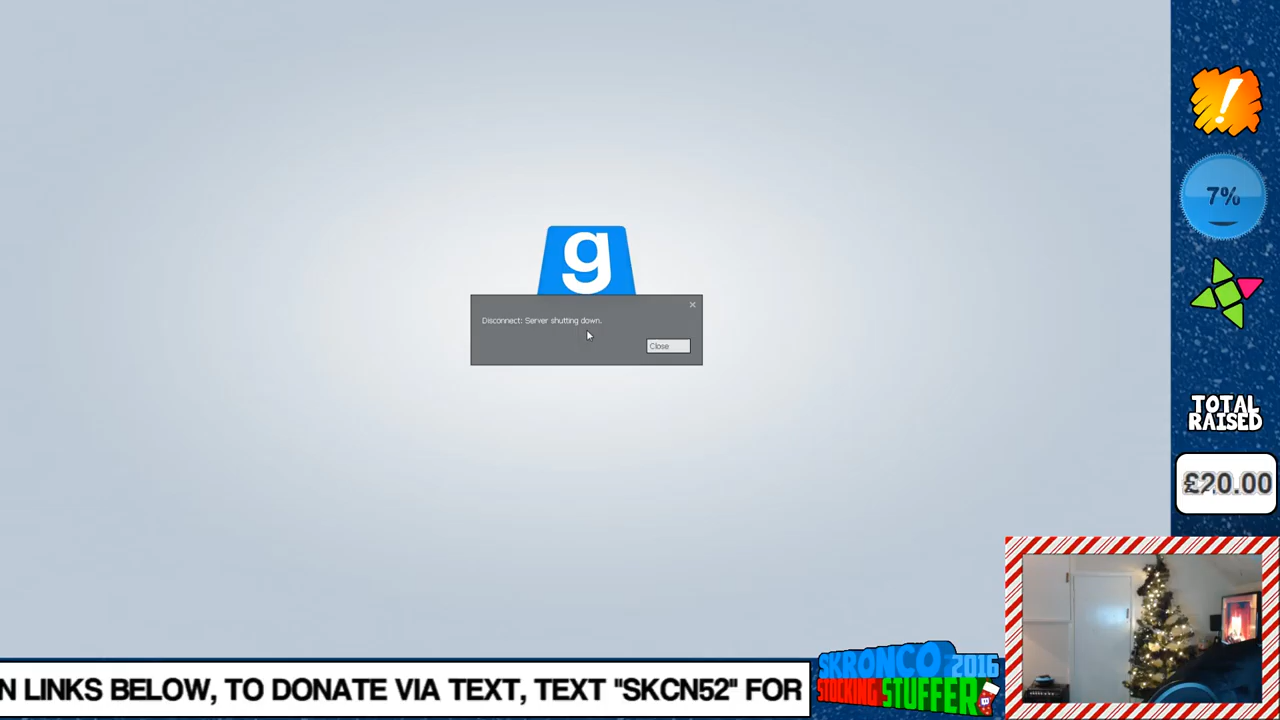 !
7%
g
Disconnect: Server shutting down.
Close
TOTAL
RAISED
£20.00
N LINKS BELOW, TO DONATE VIA TEXT, TEXT "SKCN52" FOR
SKRONCO 2016
STOCKING STUFFER